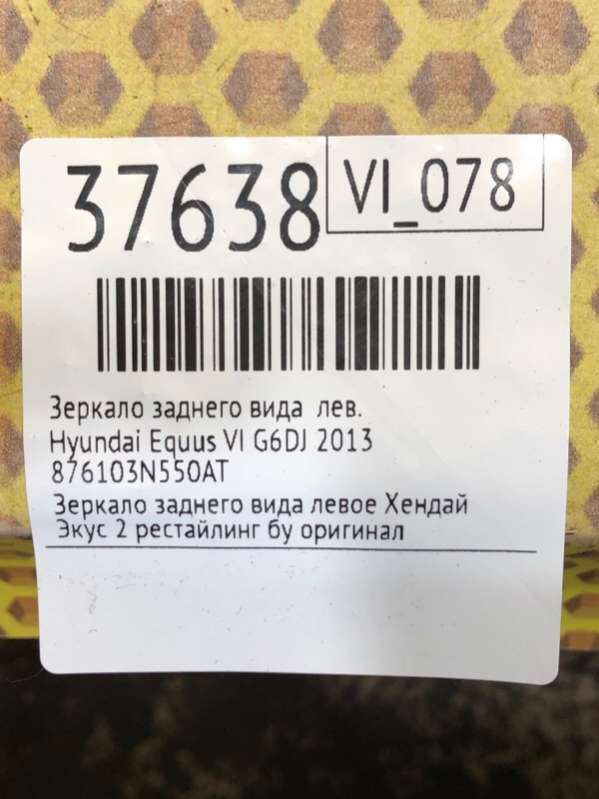 37638
VI_078
Зеркало заднего вида лев.
Hyundai Equus VI G6DJ 2013
876103N550AT
Зеркало заднего вида левое Хендай
Экус 2 рестайлинг бу оригинал